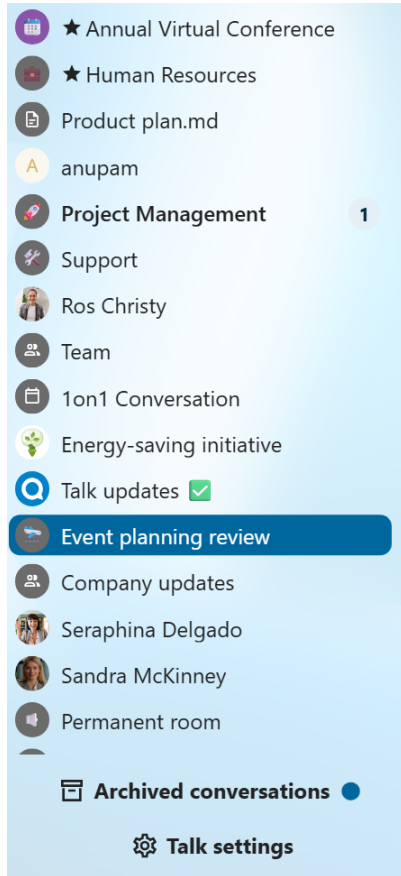 ★ Annual Virtual Conference
★ Human Resources
Product plan.md
A anupam
Project Management 1
Support
Ros Christy
Team
1on1 Conversation
Energy-saving initiative
Talk updates ✅
Event planning review
Company updates
Seraphina Delgado
Sandra McKinney
Permanent room
Archived conversations
Talk settings